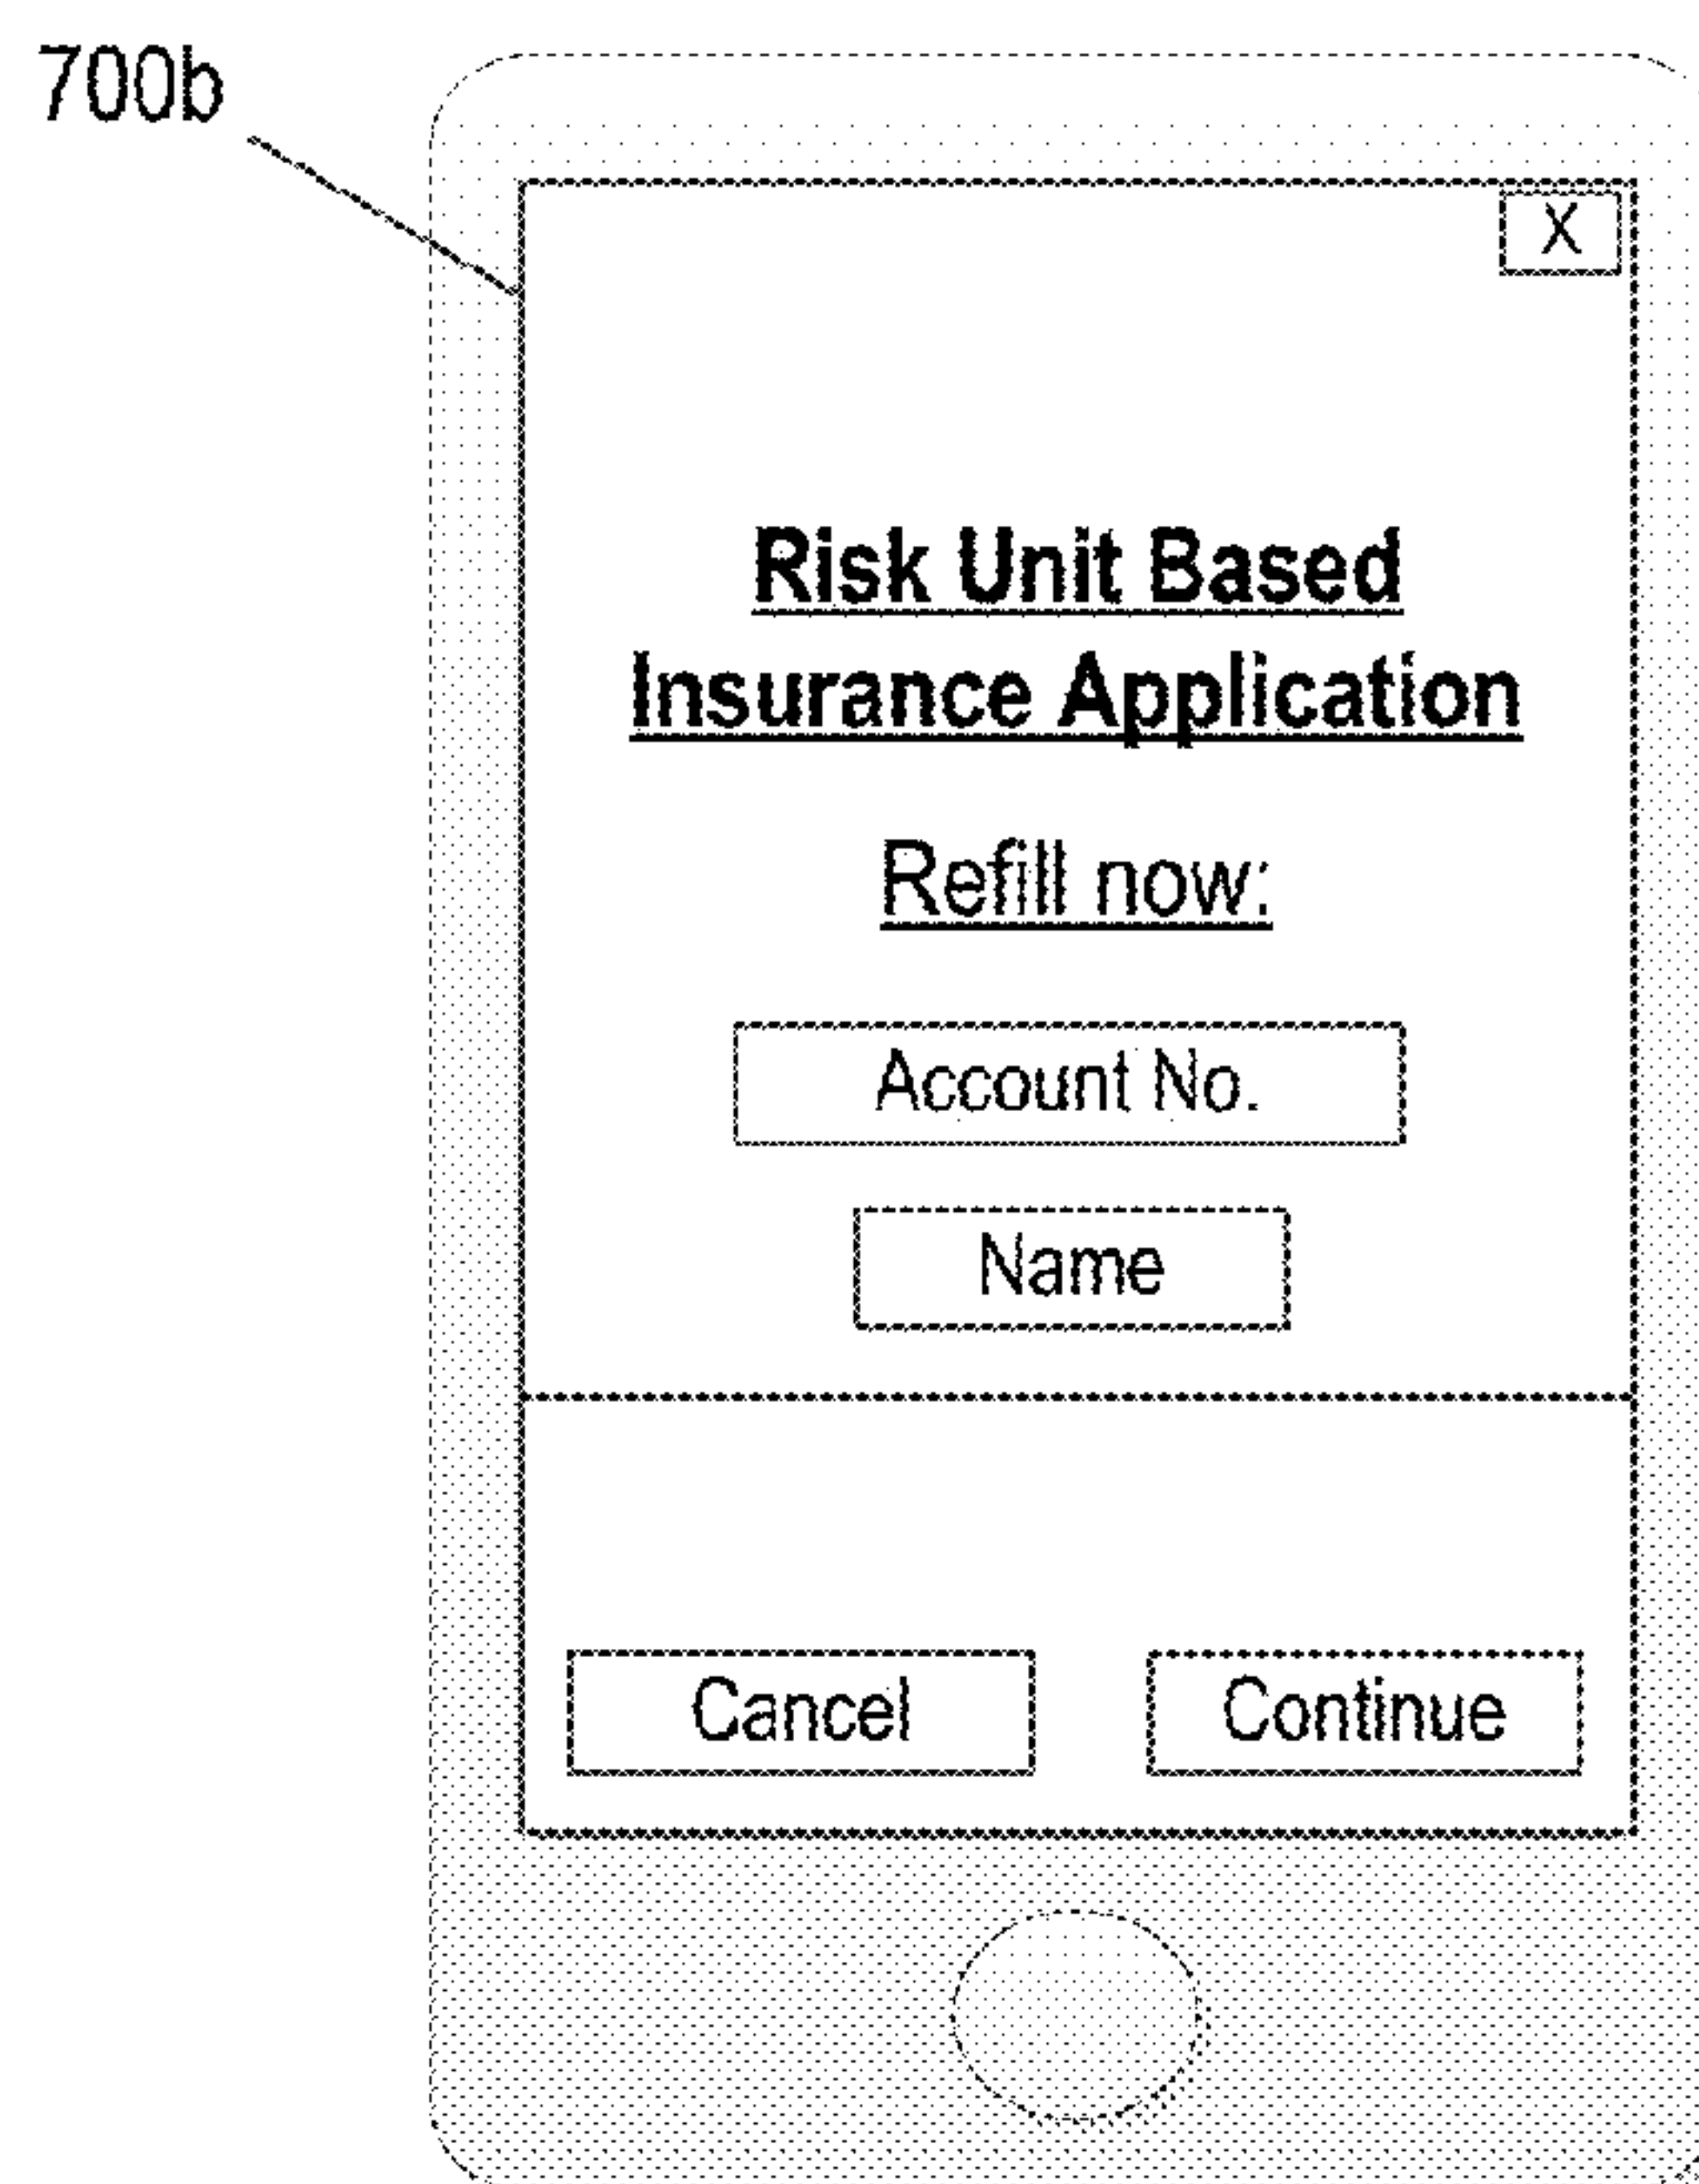 700b
X
Risk Unit Based
Insurance Application
Refill now:
Account No.
Name
Cancel Continue